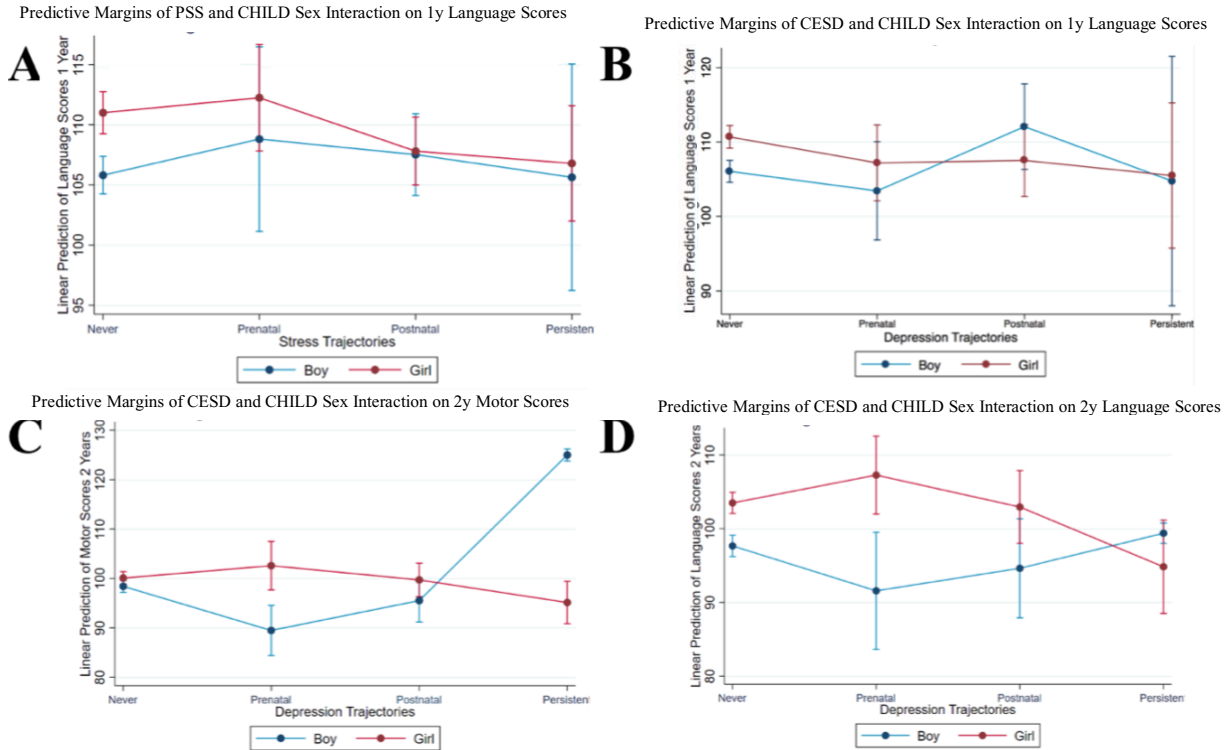 Predictive Margins of PSS and CHILD Sex Interaction on 1y Language Scores
A
Linear Prediction of Language Scores 1 Year
115
110
105
100
95
Never
Prenatal
Postnatal
Persisten
Stress Trajectories
Boy
Girl
Predictive Margins of CESD and CHILD Sex Interaction on 1y Language Scores
B
Linear Prediction of Language Scores 1 Year
120
110
100
90
Never
Prenatal
Postnatal
Persistent
Depression Trajectories
Boy
Girl
Predictive Margins of CESD and CHILD Sex Interaction on 2y Motor Scores
C
Linear Prediction of Motor Scores 2 Years
130
120
110
100
90
80
Never
Prenatal
Postnatal
Persistent
Depression Trajectories
Boy
Girl
Predictive Margins of CESD and CHILD Sex Interaction on 2y Language Scores
D
Linear Prediction of Language Scores 2 Years
110
100
90
80
Never
Prenatal
Postnatal
Persistent
Depression Trajectories
Boy
Girl